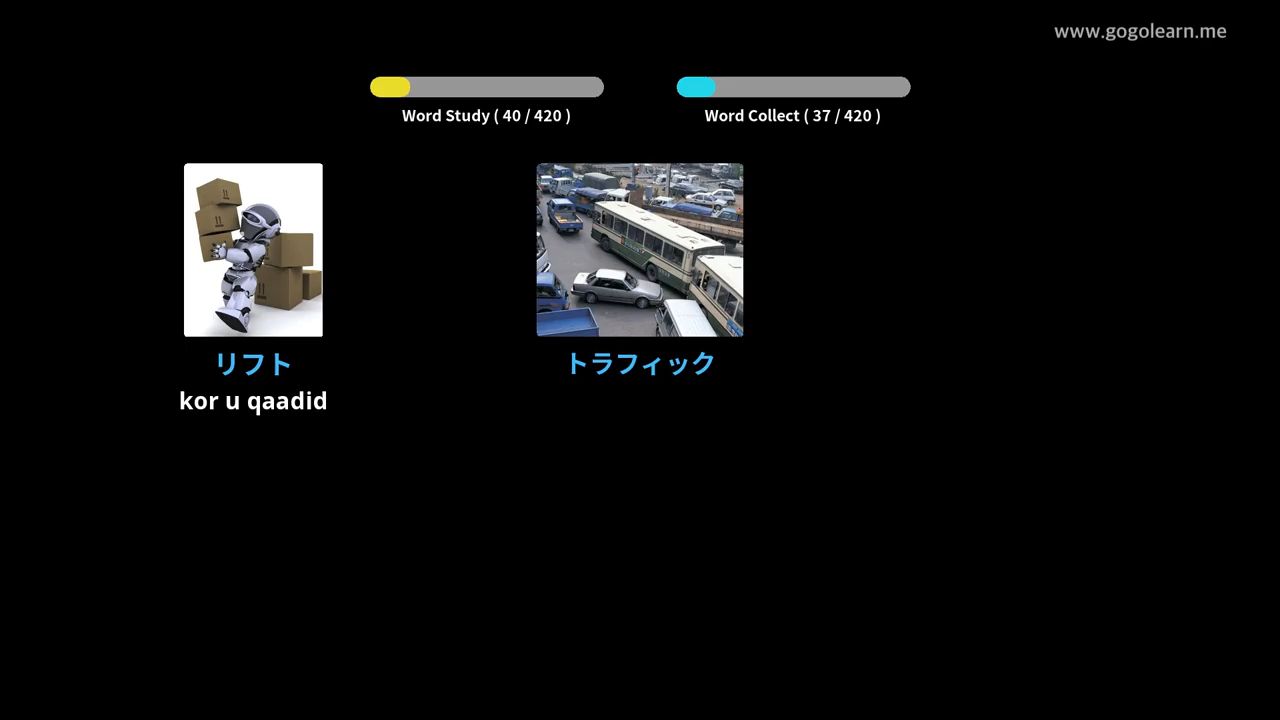 www.gogolearn.me
Word Study ( 40 / 420 )
Word Collect ( 37 / 420 )
リフト
トラフィック
kor u qaadid